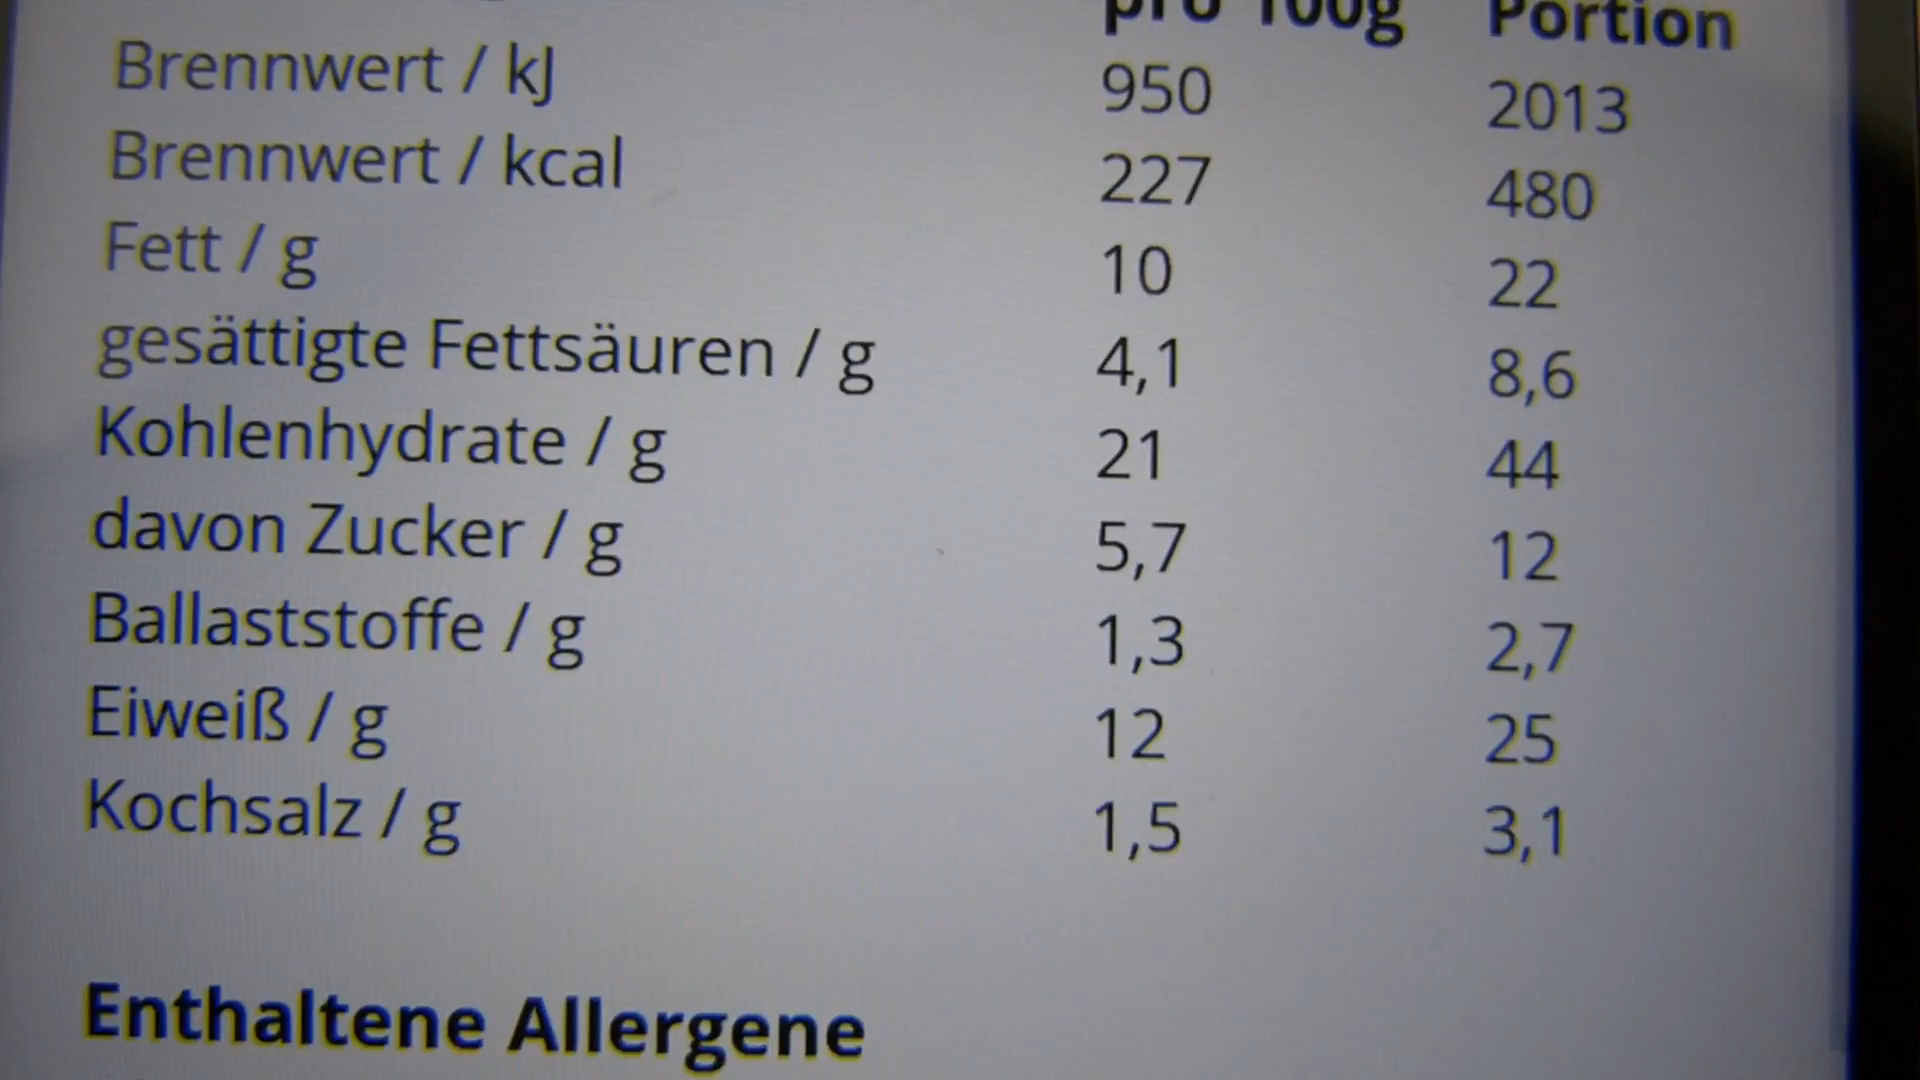 pro 100g Portion
Brennwert / kJ 950 2013
Brennwert / kcal 227 480
Fett / g 10 22
gesättigte Fettsäuren / g 4,1 8,6
Kohlenhydrate / g 21 44
davon Zucker / g 5,7 12
Ballaststoffe / g 1,3 2,7
Eiweiß / g 12 25
Kochsalz / g 1,5 3,1
Enthaltene Allergene